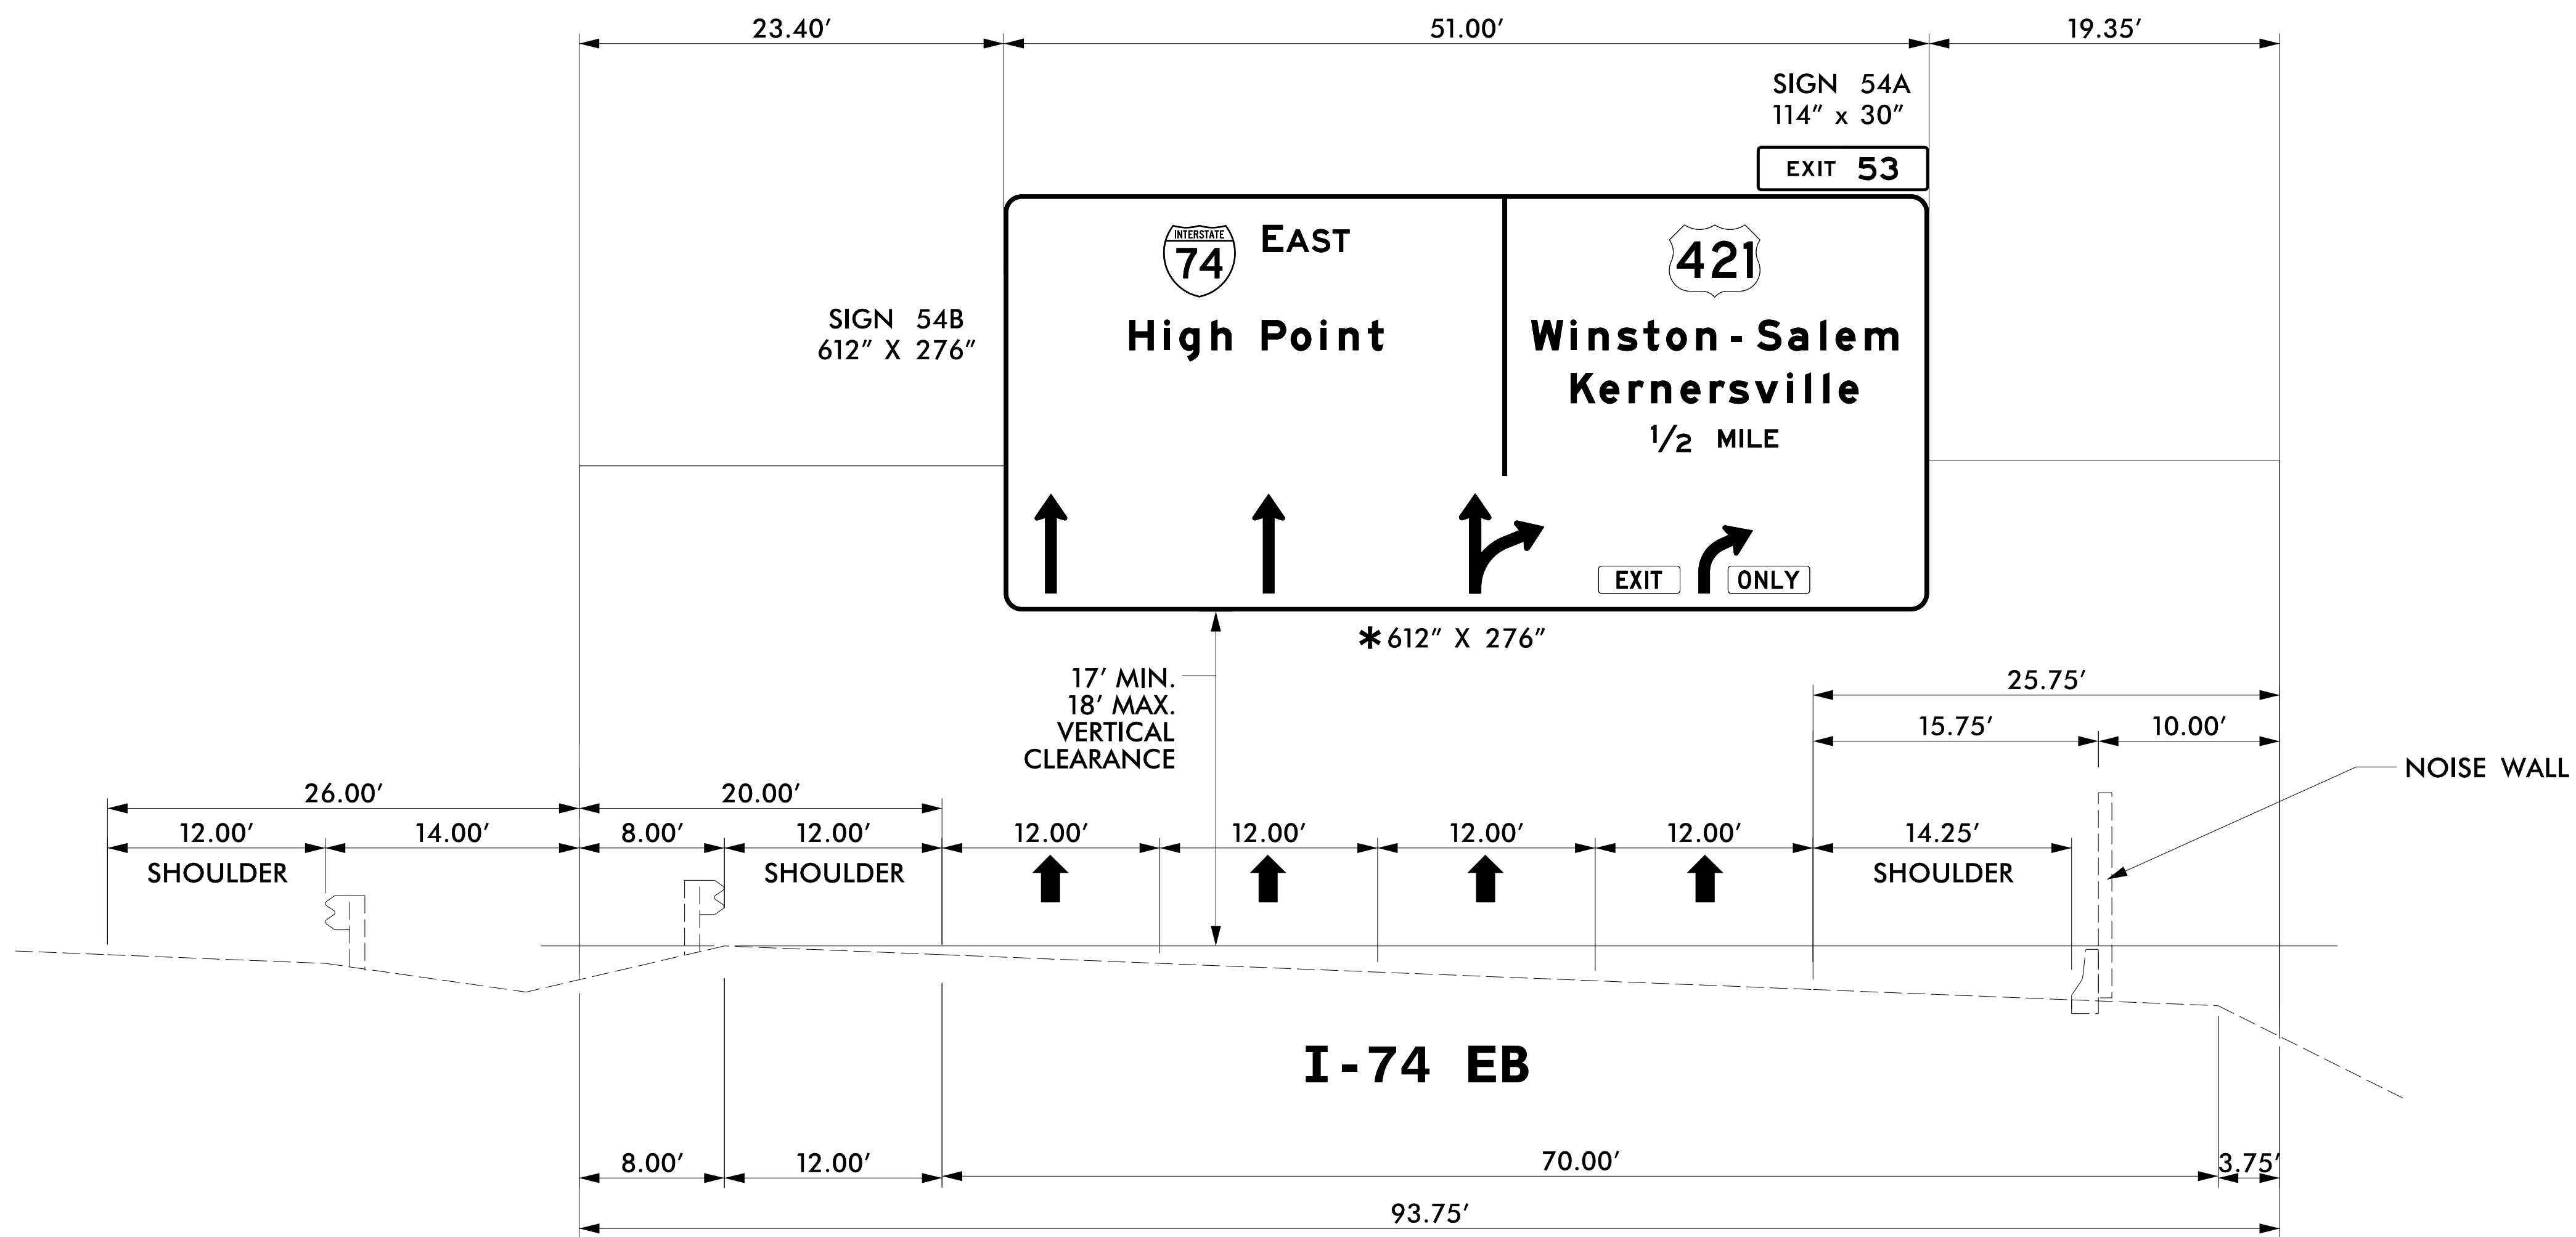 23.40′ 51.00′ 19.35′
SIGN 54A
114″ x 30″
EXIT 53
INTERSTATE
74
EAST
421
SIGN 54B
612″ X 276″
High Point
Winston-Salem
Kernersville
1/2 MILE
EXIT ONLY
*612″ X 276″
17′ MIN.
18′ MAX.
VERTICAL
CLEARANCE
25.75′
15.75′ 10.00′
NOISE WALL
26.00′ 20.00′
12.00′ 14.00′ 8.00′ 12.00′ 12.00′ 12.00′ 12.00′ 12.00′ 14.25′
SHOULDER SHOULDER SHOULDER
I-74 EB
8.00′ 12.00′ 70.00′ 3.75′
93.75′